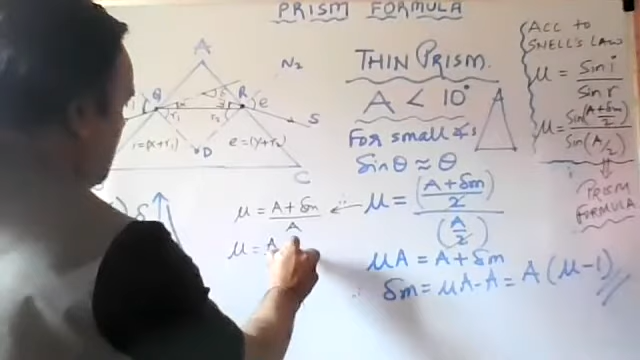 PRISM FORMULA
A
N₂
Q
R
i
r₁
r₂
e
S
D
i=(x+r₁)
e=(y+r₂)
C
δ
μ = A+δm / A
μ = A
THIN PRISM.
A < 10°
FOR small ∠s
sinθ ≈ θ
μ = (A+δm / 2) / (A/2)
μA = A + δm
∴ δm = μA-A = A (μ-1)
ACC to
SNELL'S LAW
μ = Sin i / Sin r
μ = Sin(A+δm / 2) / Sin(A/2)
PRISM
FORMULA